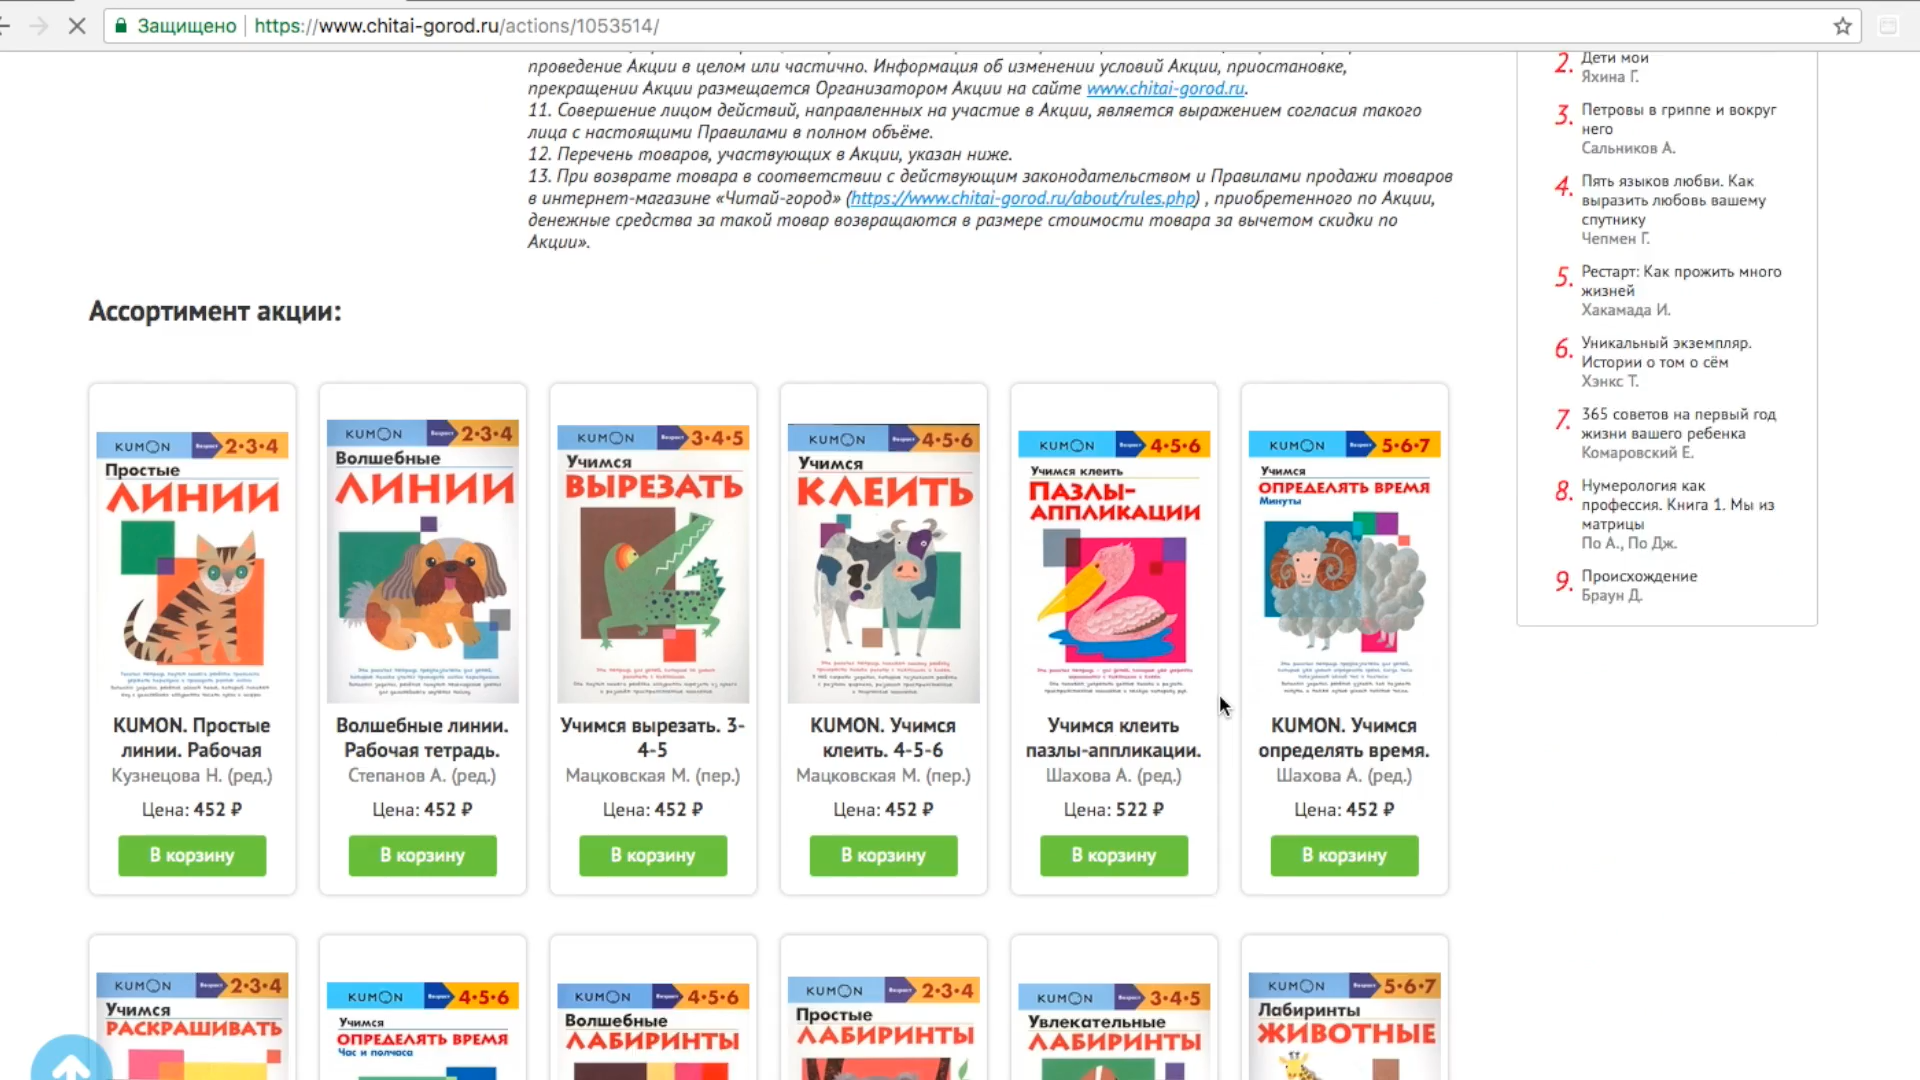 Защищено https://www.chitai-gorod.ru/actions/1053514/
проведение Акции в целом или частично. Информация об изменении условий Акции, приостановке,
прекращении Акции размещается Организатором Акции на сайте www.chitai-gorod.ru.
11. Совершение лицом действий, направленных на участие в Акции, является выражением согласия такого
лица с настоящими Правилами в полном объёме.
12. Перечень товаров, участвующих в Акции, указан ниже.
13. При возврате товара в соответствии с действующим законодательством и Правилами продажи товаров
в интернет-магазине «Читай-город» (https://www.chitai-gorod.ru/about/rules.php) , приобретенного по Акции,
денежные средства за такой товар возвращаются в размере стоимости товара за вычетом скидки по
Акции».
2. Дети мои
Яхина Г.
3. Петровы в гриппе и вокруг
него
Сальников А.
4. Пять языков любви. Как
выразить любовь вашему
спутнику
Чепмен Г.
5. Рестарт: Как прожить много
жизней
Хакамада И.
6. Уникальный экземпляр.
Истории о том о сём
Хэнкс Т.
7. 365 советов на первый год
жизни вашего ребенка
Комаровский Е.
8. Нумерология как
профессия. Книга 1. Мы из
матрицы
По А., По Дж.
9. Происхождение
Браун Д.
Ассортимент акции:
KUMON Возраст 2•3•4
Простые
ЛИНИИ
KUMON. Простые
линии. Рабочая
Кузнецова Н. (ред.)
Цена: 452 ₽
В корзину
KUMON Возраст 2•3•4
Волшебные
ЛИНИИ
Волшебные линии.
Рабочая тетрадь.
Степанов А. (ред.)
Цена: 452 ₽
В корзину
KUMON Возраст 3•4•5
Учимся
ВЫРЕЗАТЬ
Учимся вырезать. 3-
4-5
Мацковская М. (пер.)
Цена: 452 ₽
В корзину
KUMON Возраст 4•5•6
Учимся
КЛЕИТЬ
KUMON. Учимся
клеить. 4-5-6
Мацковская М. (пер.)
Цена: 452 ₽
В корзину
KUMON Возраст 4•5•6
Учимся клеить
ПАЗЛЫ-
АППЛИКАЦИИ
Учимся клеить
пазлы-аппликации.
Шахова А. (ред.)
Цена: 522 ₽
В корзину
KUMON Возраст 5•6•7
Учимся
ОПРЕДЕЛЯТЬ ВРЕМЯ
Минуты
KUMON. Учимся
определять время.
Шахова А. (ред.)
Цена: 452 ₽
В корзину
KUMON Возраст 2•3•4
Учимся
РАСКРАШИВАТЬ
KUMON Возраст 4•5•6
Учимся
ОПРЕДЕЛЯТЬ ВРЕМЯ
Час и полчаса
KUMON Возраст 4•5•6
Волшебные
ЛАБИРИНТЫ
KUMON Возраст 2•3•4
Простые
ЛАБИРИНТЫ
KUMON Возраст 3•4•5
Увлекательные
ЛАБИРИНТЫ
KUMON Возраст 5•6•7
Лабиринты
ЖИВОТНЫЕ